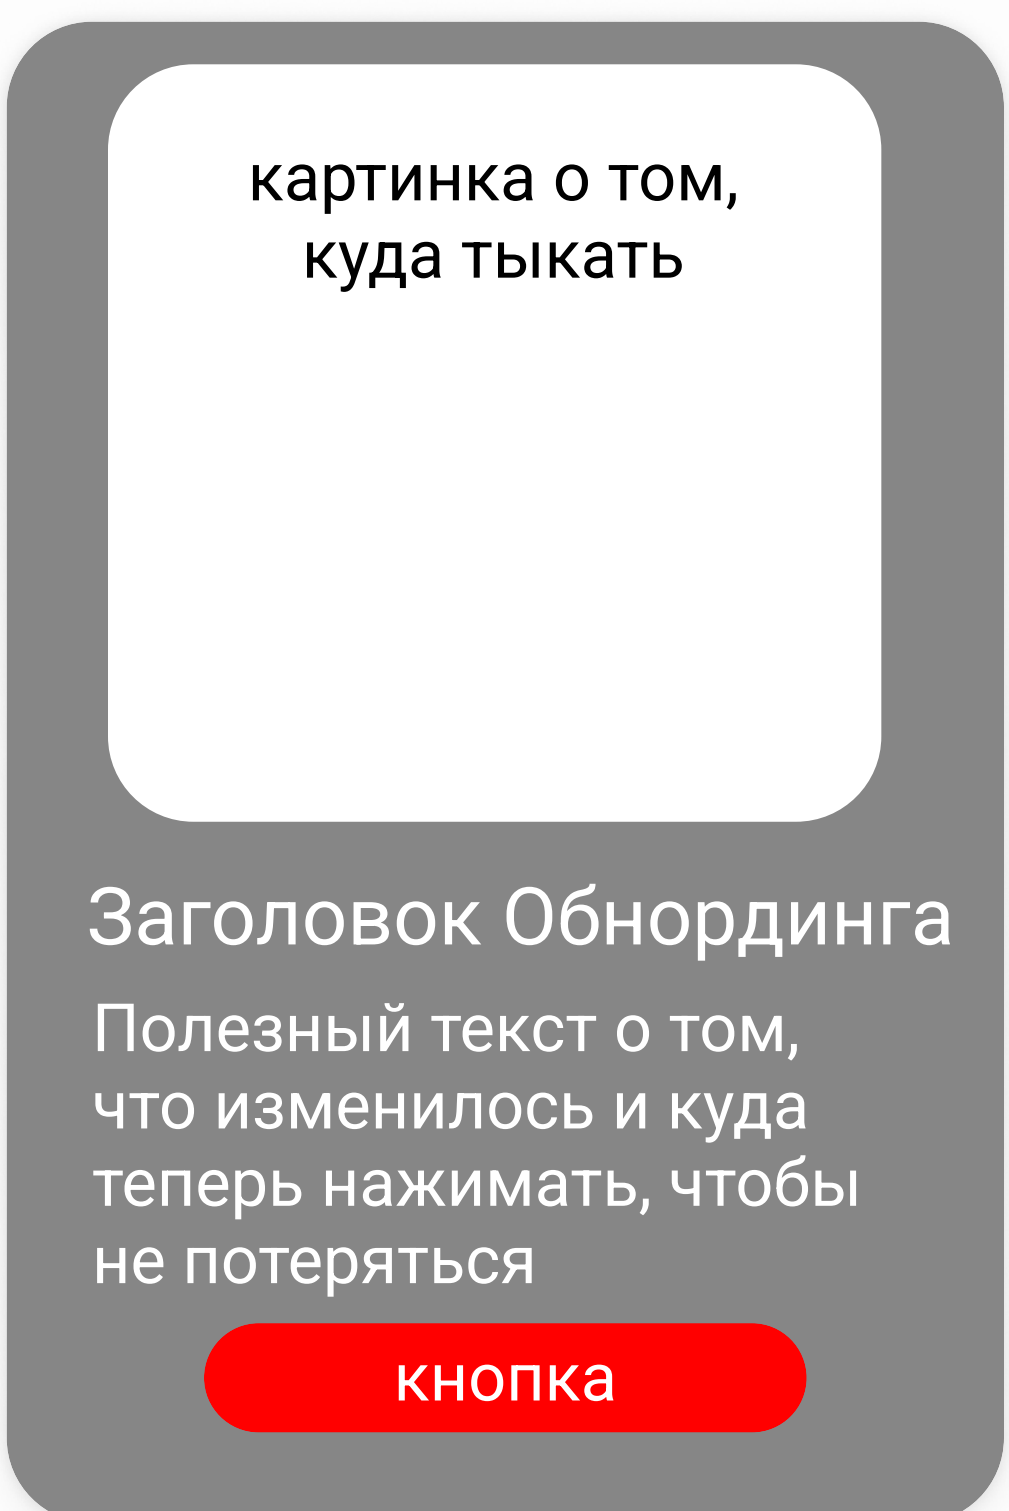 картинка о том,
куда тыкать
Заголовок Обнординга
Полезный текст о том,
что изменилось и куда
теперь нажимать, чтобы
не потеряться
кнопка